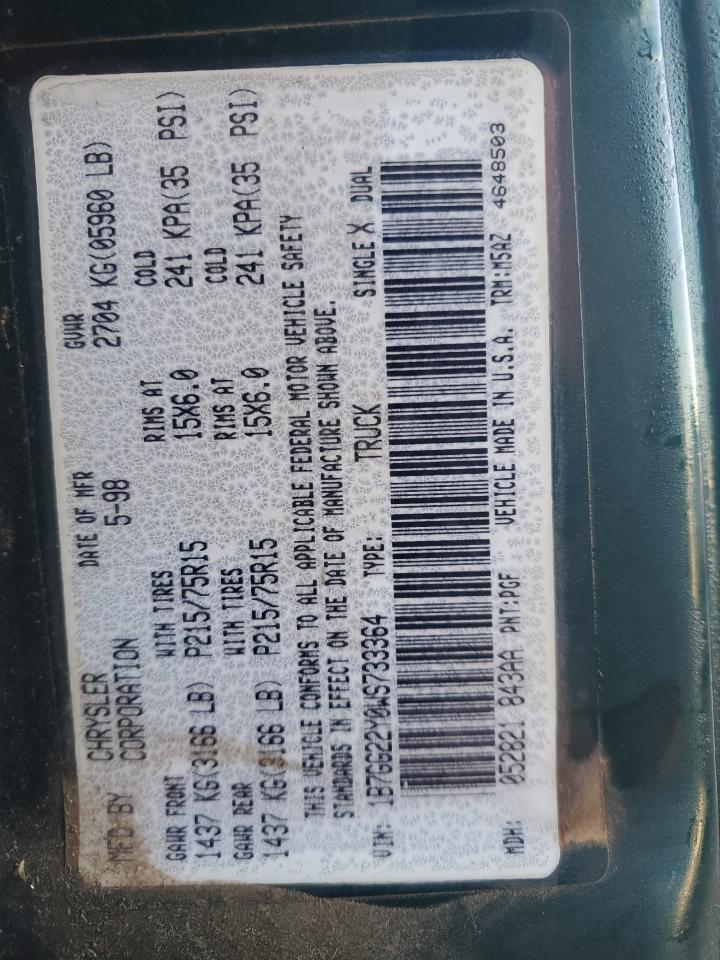 MFD BY CHRYSLER DATE OF MFR GVWR
CORPORATION 5-98 2704 KG(05960 LB)
GAWR FRONT WITH TIRES RIMS AT COLD
1437 KG(3166 LB) P215/75R15 15X6.0 241 KPA(35 PSI)
GAWR REAR WITH TIRES RIMS AT COLD
1437 KG(3166 LB) P215/75R15 15X6.0 241 KPA(35 PSI)
THIS VEHICLE CONFORMS TO ALL APPLICABLE FEDERAL MOTOR VEHICLE SAFETY
STANDARDS IN EFFECT ON THE DATE OF MANUFACTURE SHOWN ABOVE.
VIN: 1B7GG22Y0WS733364 TYPE: TRUCK SINGLE X DUAL
MDH: 052821 843AA PNT:PGF VEHICLE MADE IN U.S.A. TRM:M5AZ 4648503